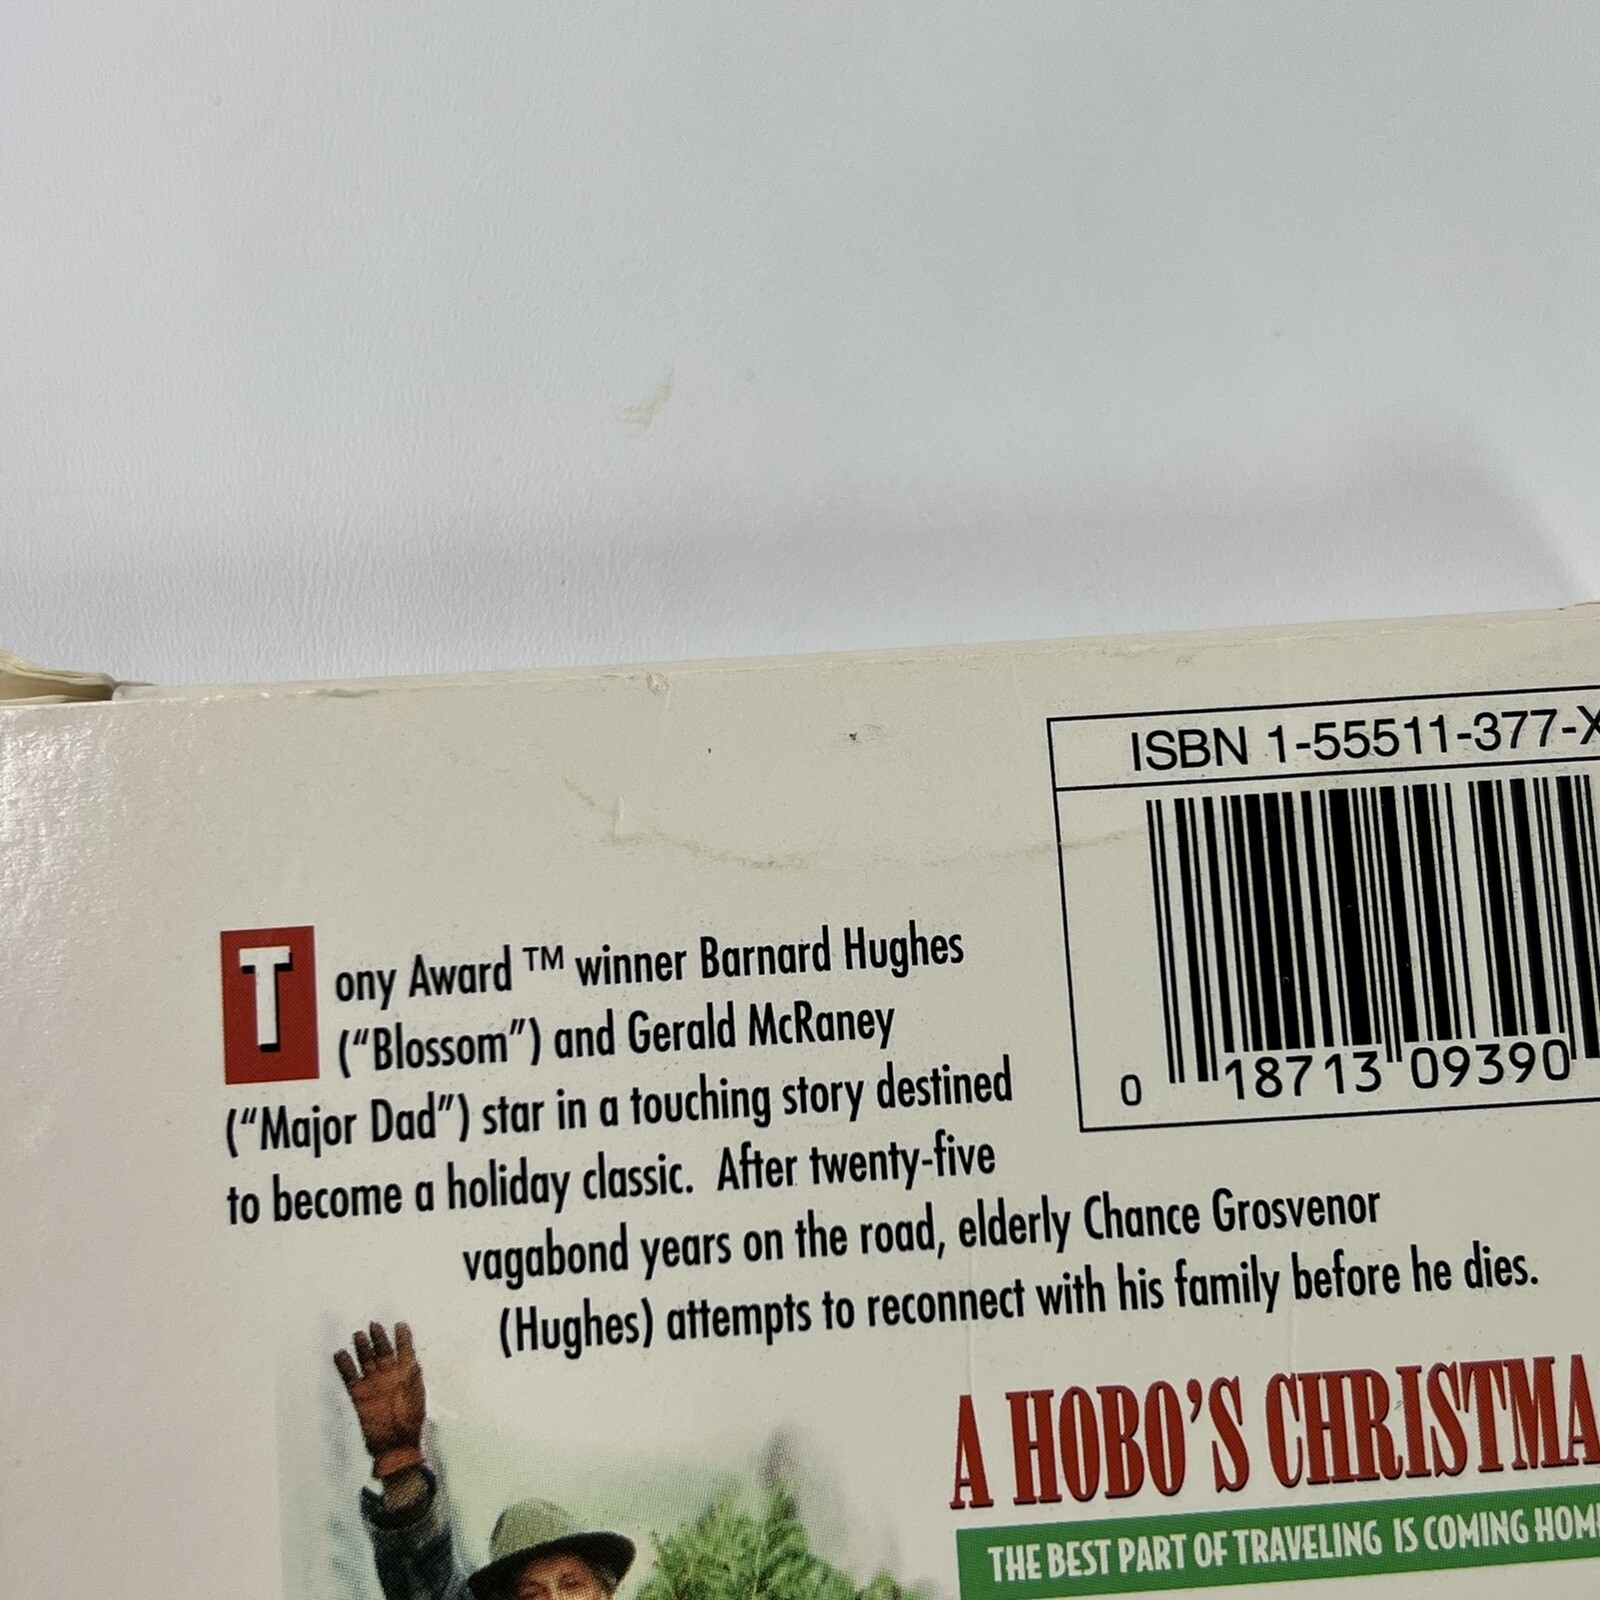 ISBN 1-55511-377-X
0 18713 09390
Tony Award ™ winner Barnard Hughes
("Blossom") and Gerald McRaney
("Major Dad") star in a touching story destined
to become a holiday classic. After twenty-five
vagabond years on the road, elderly Chance Grosvenor
(Hughes) attempts to reconnect with his family before he dies.
A HOBO'S CHRISTMA
THE BEST PART OF TRAVELING IS COMING HOM